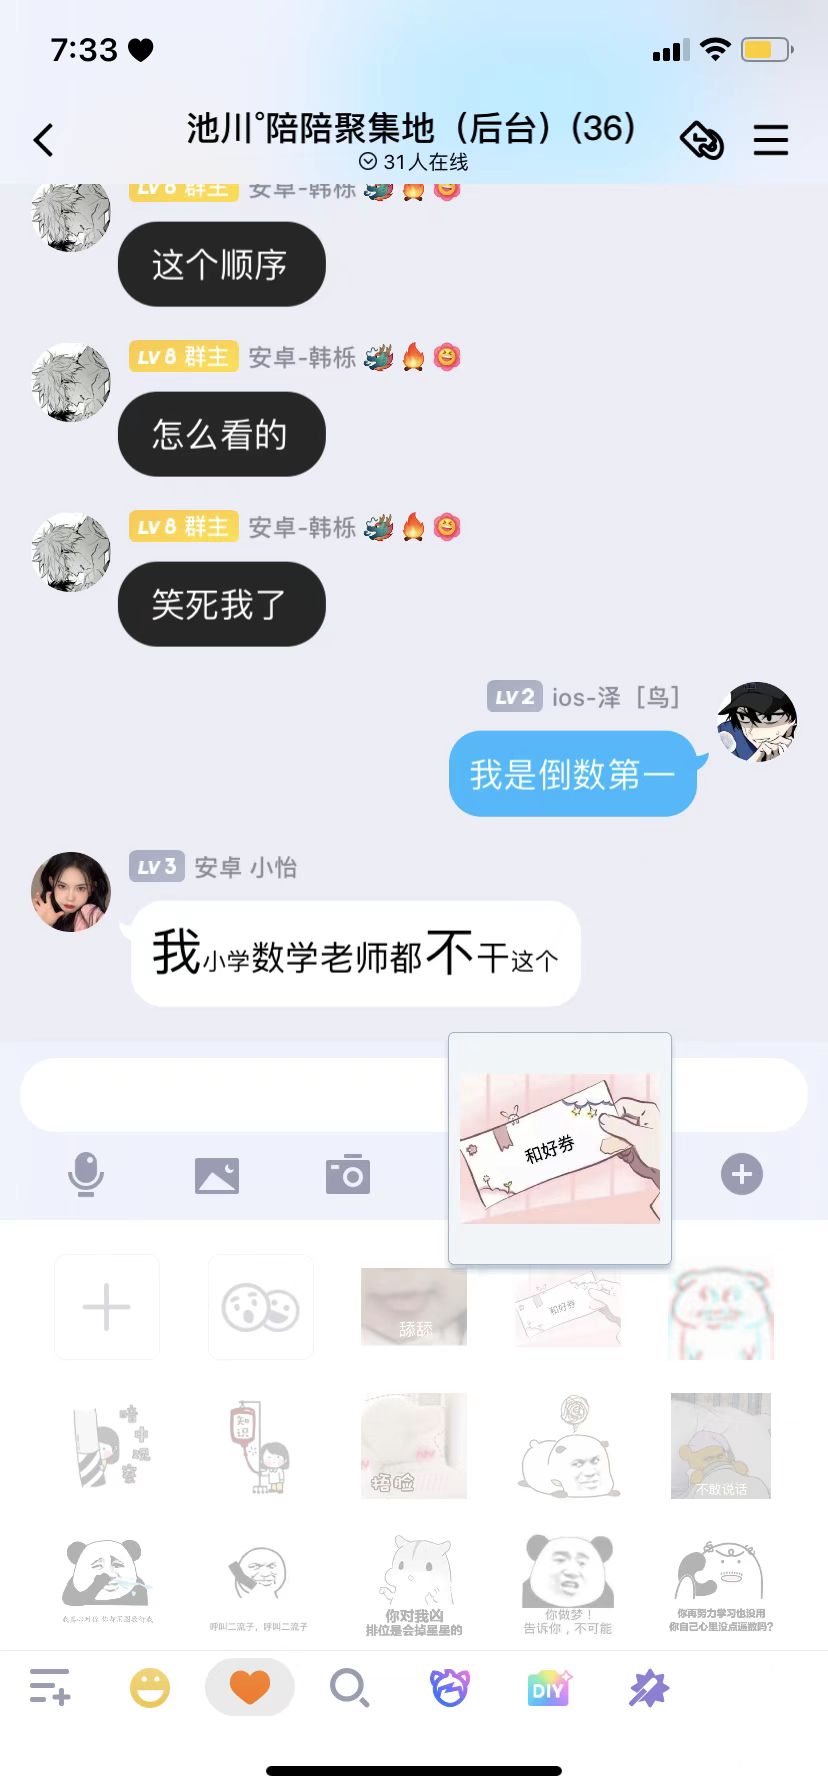 7:33
池川°陪陪聚集地（后台）(36)
31人在线
LV8 群主 安卓-韩栎
这个顺序
LV8 群主 安卓-韩栎
怎么看的
LV8 群主 安卓-韩栎
笑死我了
LV2 ios-泽［鸟］
我是倒数第一
LV3 安卓 小怡
我小学数学老师都不干这个
和好券
舔舔
和好券
暗中观察
知识
捂脸
不敢说话
呼叫二流子，呼叫二流子
你对我凶
排位是会掉星星的
你做梦！
告诉你，不可能
你再努力学习也没用
你自己心里没点逼数吗?
DIY